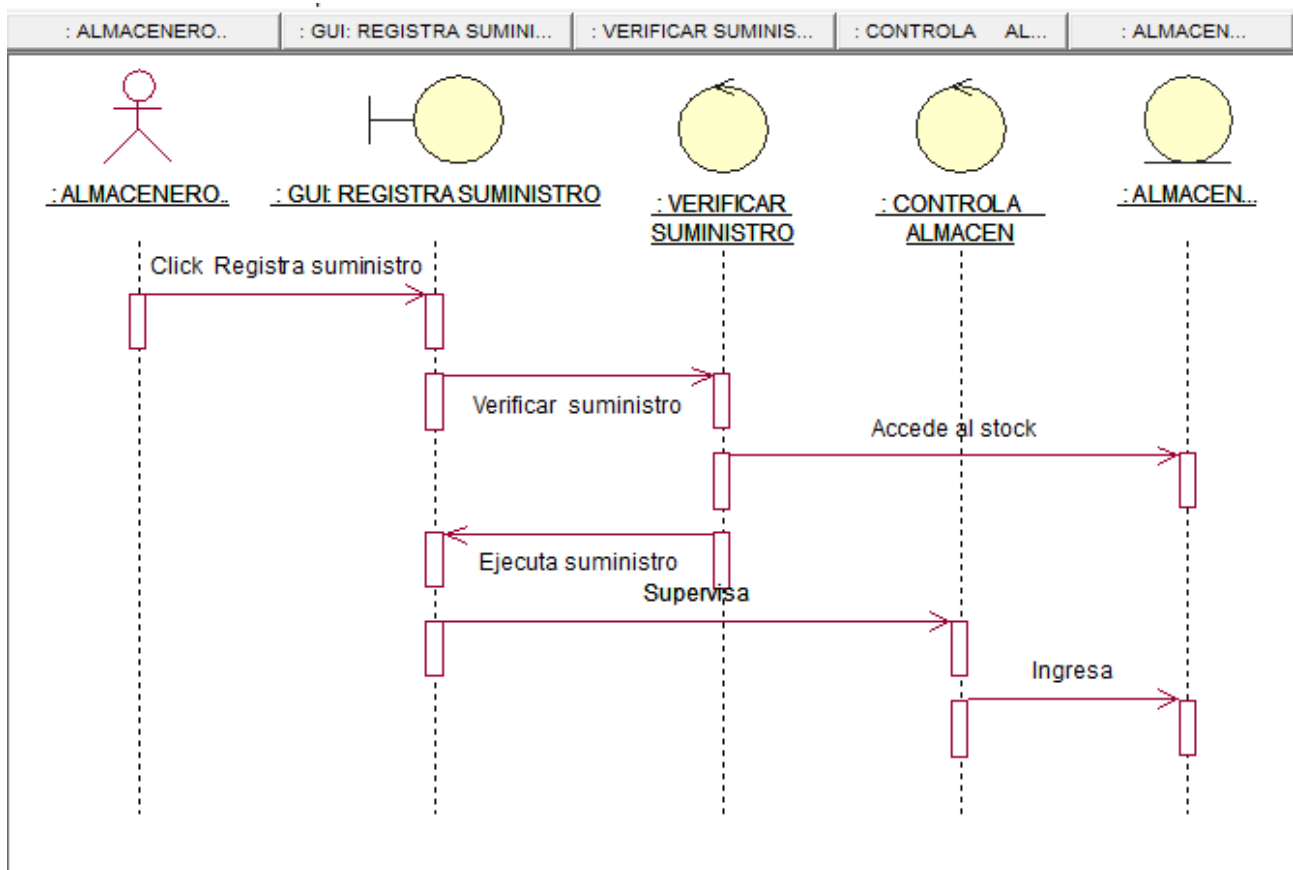 : ALMACENERO..
: GUI: REGISTRA SUMINI...
: VERIFICAR SUMINIS...
: CONTROLA AL...
: ALMACEN...
: ALMACENERO..
: GUI: REGISTRA SUMINISTRO
: VERIFICAR
SUMINISTRO
: CONTROLA
ALMACEN
: ALMACEN...
Click Registra suministro
Verificar suministro
Accede al stock
Ejecuta suministro
Supervisa
Ingresa